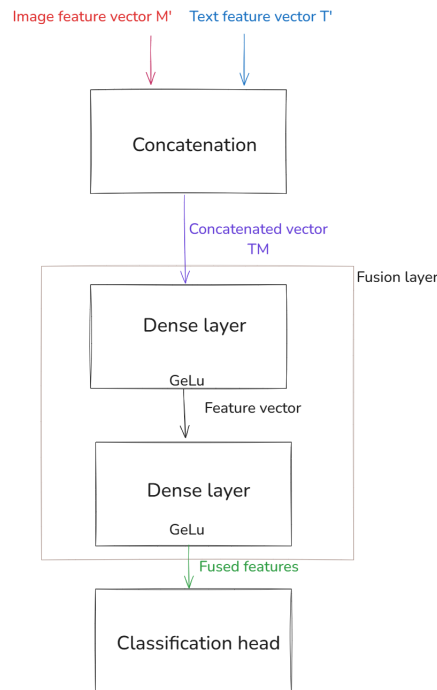 Image feature vector M'
Text feature vector T'
Concatenation
Concatenated vector
TM
Fusion layer
Dense layer
GeLu
Feature vector
Dense layer
GeLu
Fused features
Classification head